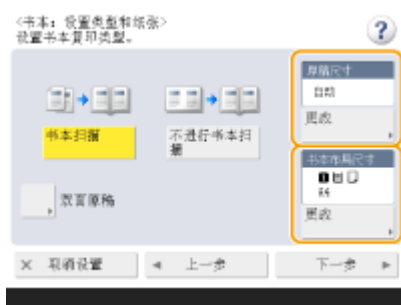 <书本: 设置类型和纸张>
设置书本复印类型。
?
原稿尺寸
自动
更改
书本扫描
不进行书本扫
描
书本布局尺寸
更改
双面原稿
取消设置
上一步
下一步